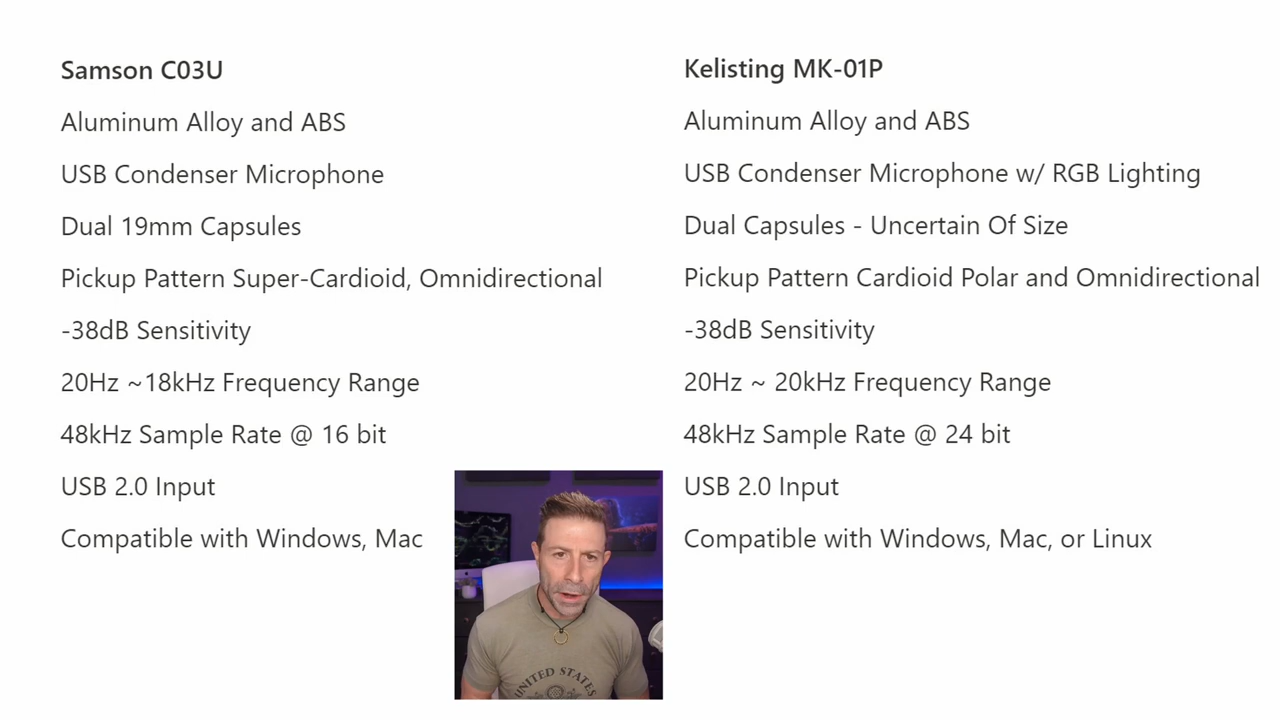 Samson C03U
Aluminum Alloy and ABS
USB Condenser Microphone
Dual 19mm Capsules
Pickup Pattern Super-Cardioid, Omnidirectional
-38dB Sensitivity
20Hz ~18kHz Frequency Range
48kHz Sample Rate @ 16 bit
USB 2.0 Input
Compatible with Windows, Mac
Kelisting MK-01P
Aluminum Alloy and ABS
USB Condenser Microphone w/ RGB Lighting
Dual Capsules - Uncertain Of Size
Pickup Pattern Cardioid Polar and Omnidirectional
-38dB Sensitivity
20Hz ~ 20kHz Frequency Range
48kHz Sample Rate @ 24 bit
USB 2.0 Input
Compatible with Windows, Mac, or Linux
UNITED STATES